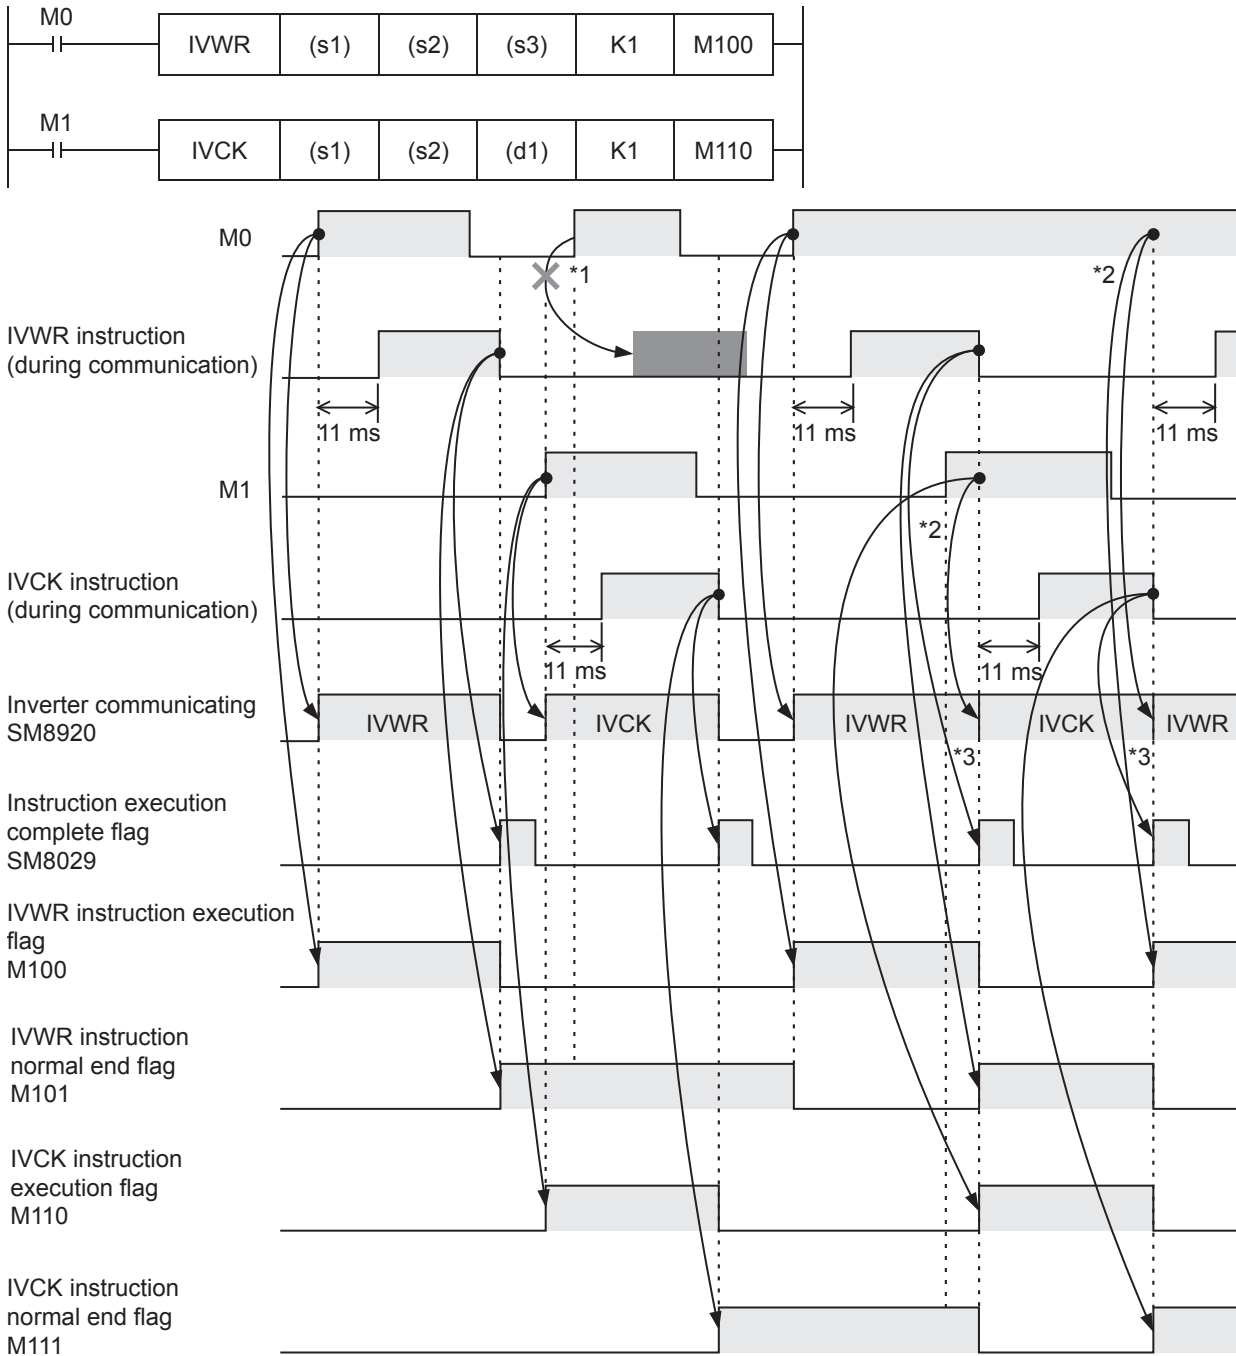 M0
IVWR (s1) (s2) (s3) K1 M100
M1
IVCK (s1) (s2) (d1) K1 M110
M0
*1
*2
IVWR instruction
(during communication)
11 ms
11 ms
11 ms
M1
*2
IVCK instruction
(during communication)
11 ms
11 ms
Inverter communicating
SM8920
IVWR IVCK IVWR IVCK IVWR
*3
*3
Instruction execution
complete flag
SM8029
IVWR instruction execution
flag
M100
IVWR instruction
normal end flag
M101
IVCK instruction
execution flag
M110
IVCK instruction
normal end flag
M111